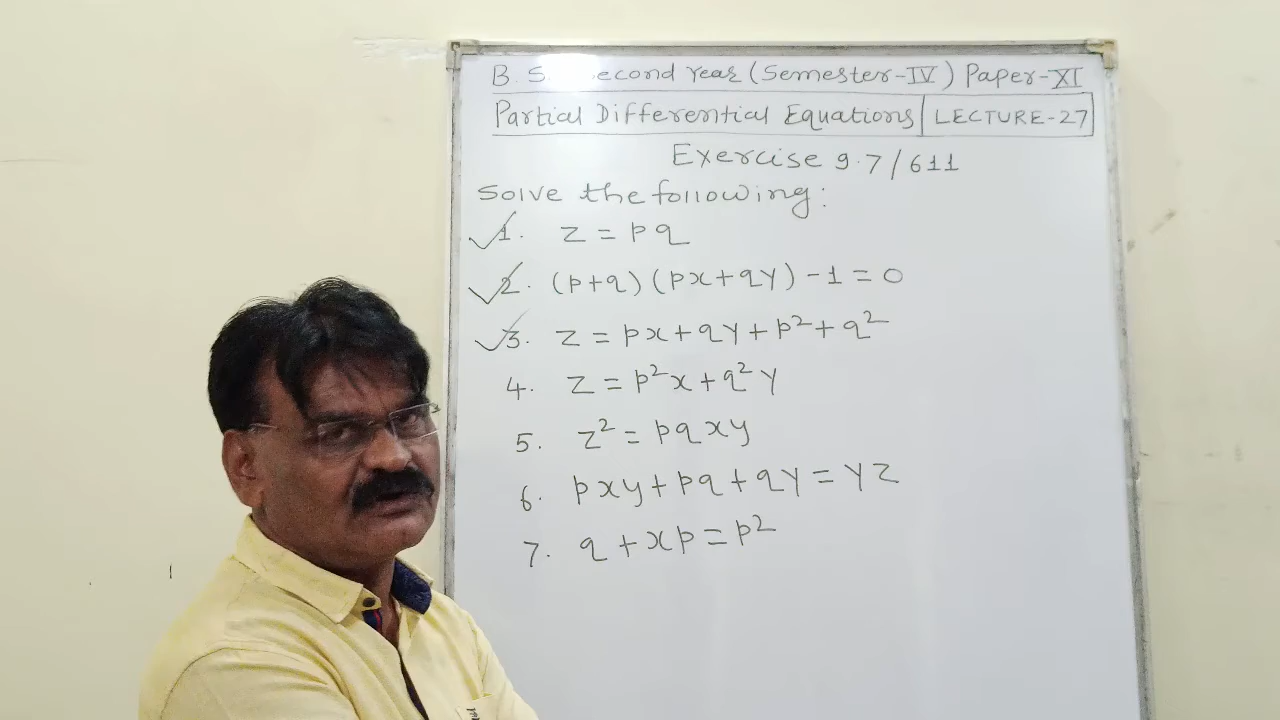 B. S. econd Year (Semester-IV) Paper-XI
Partial Differential Equations | LECTURE-27
Exercise 9.7/611
Solve the following:
✓1. z = pq
✓2. (p+q)(px+qy)-1=0
✓3. z = px+qy+p²+q²
4. z = p²x+q²y
5. z² = pqxy
6. pxy+pq+qy=yz
7. q+xp=p²